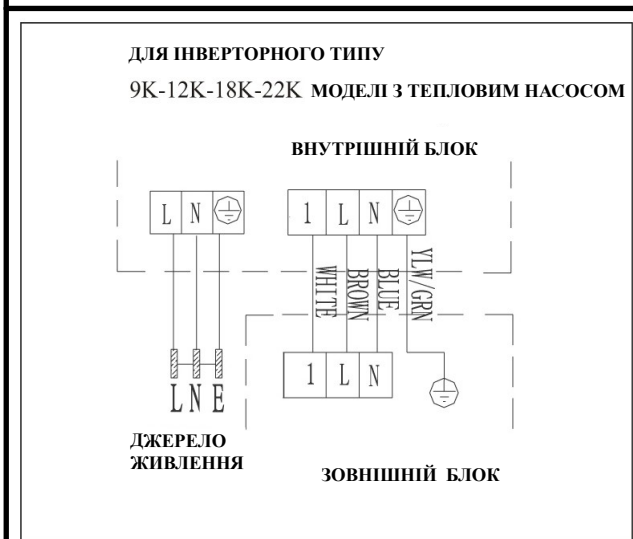 ДЛЯ ІНВЕРТОРНОГО ТИПУ
9K-12K-18K-22K МОДЕЛІ З ТЕПЛОВИМ НАСОСОМ
ВНУТРІШНІЙ БЛОК
L N
1 L N
WHITE
BROWN
BLUE
YLW/GRN
1 L N
L N E
ДЖЕРЕЛО
ЖИВЛЕННЯ
ЗОВНІШНІЙ БЛОК